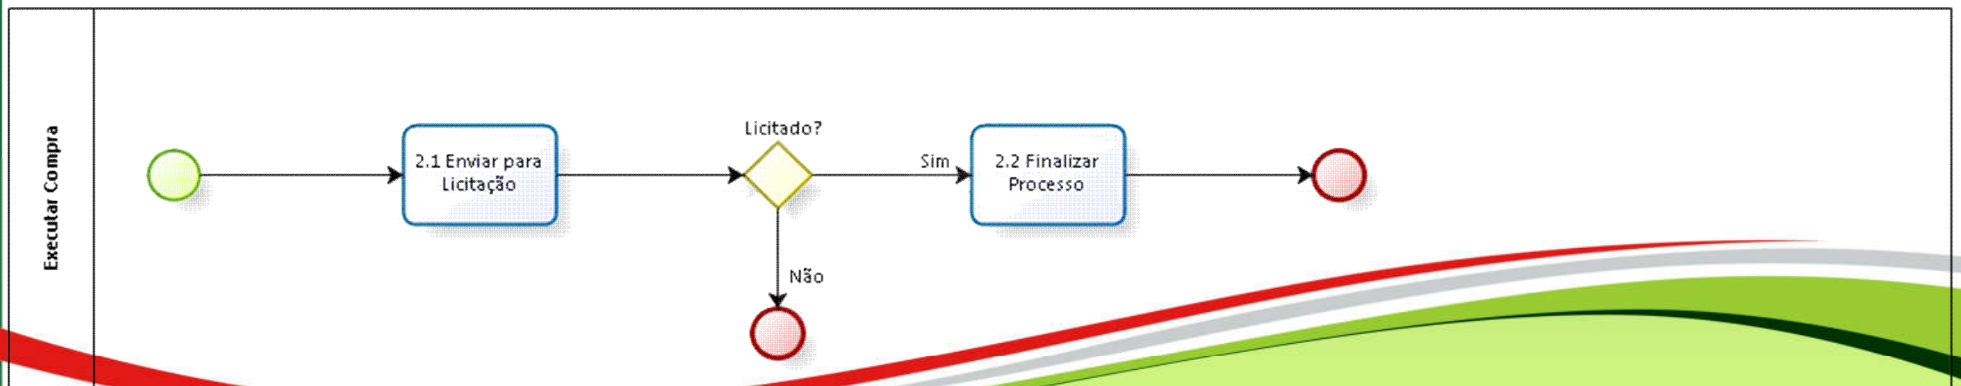 Executar Compra
2.1 Enviar para
Licitação
Licitado?
Sim
2.2 Finalizar
Processo
Não